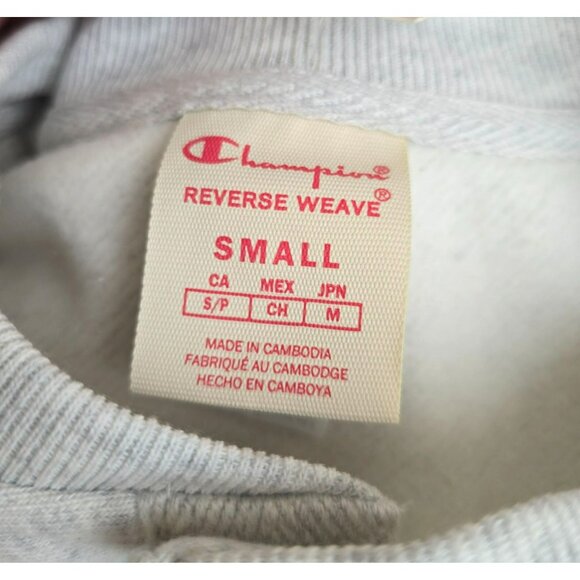 Champion®
REVERSE WEAVE®
SMALL
CA MEX JPN
S/P CH M
MADE IN CAMBODIA
FABRIQUÉ AU CAMBODGE
HECHO EN CAMBOYA